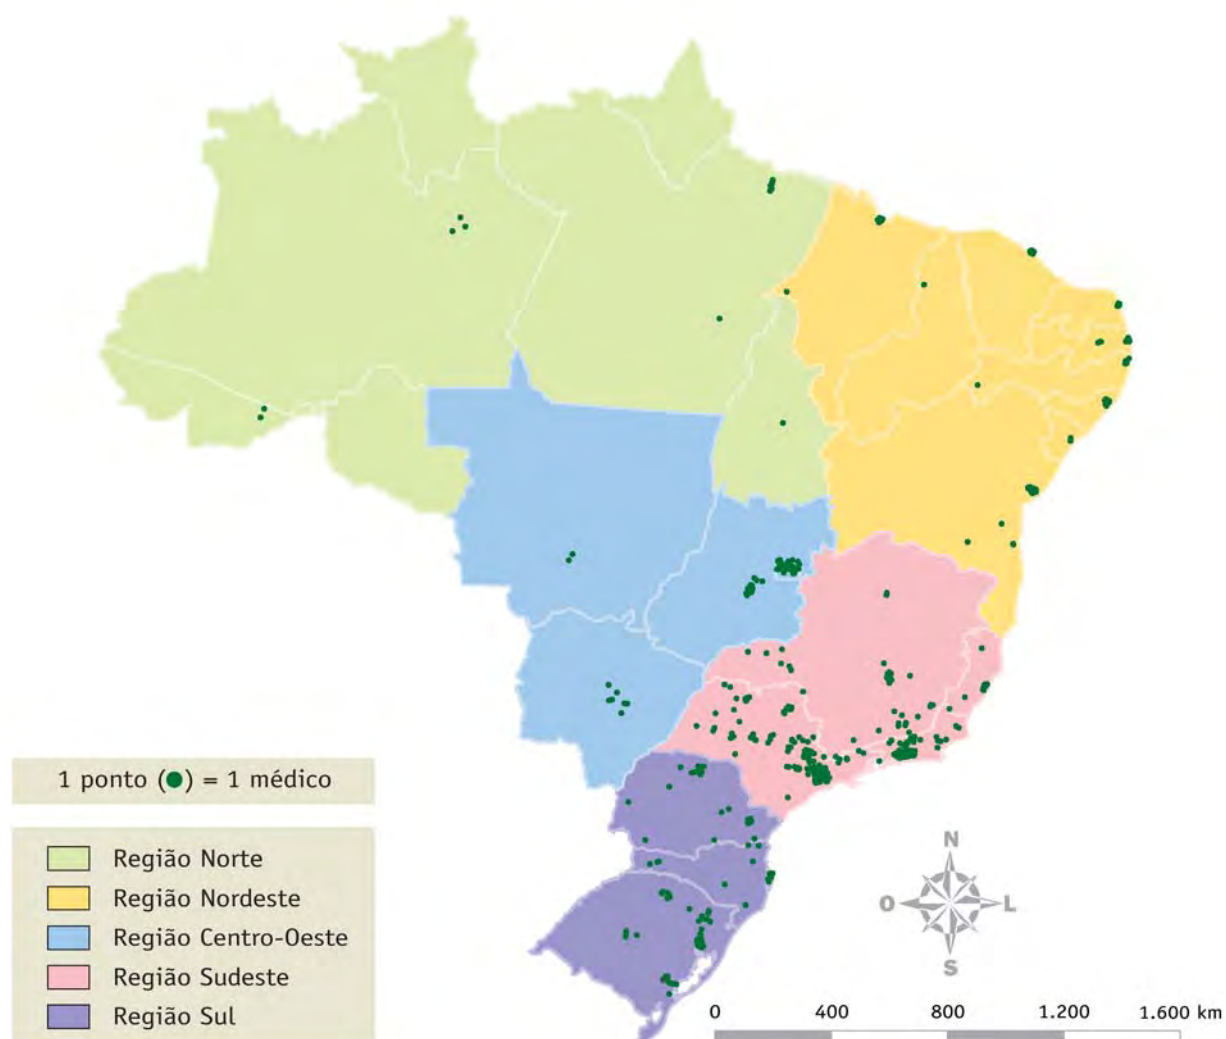 1 ponto (●) = 1 médico
Região Norte
Região Nordeste
Região Centro-Oeste
Região Sudeste
Região Sul
N
O L
S
0 400 800 1.200 1.600 km